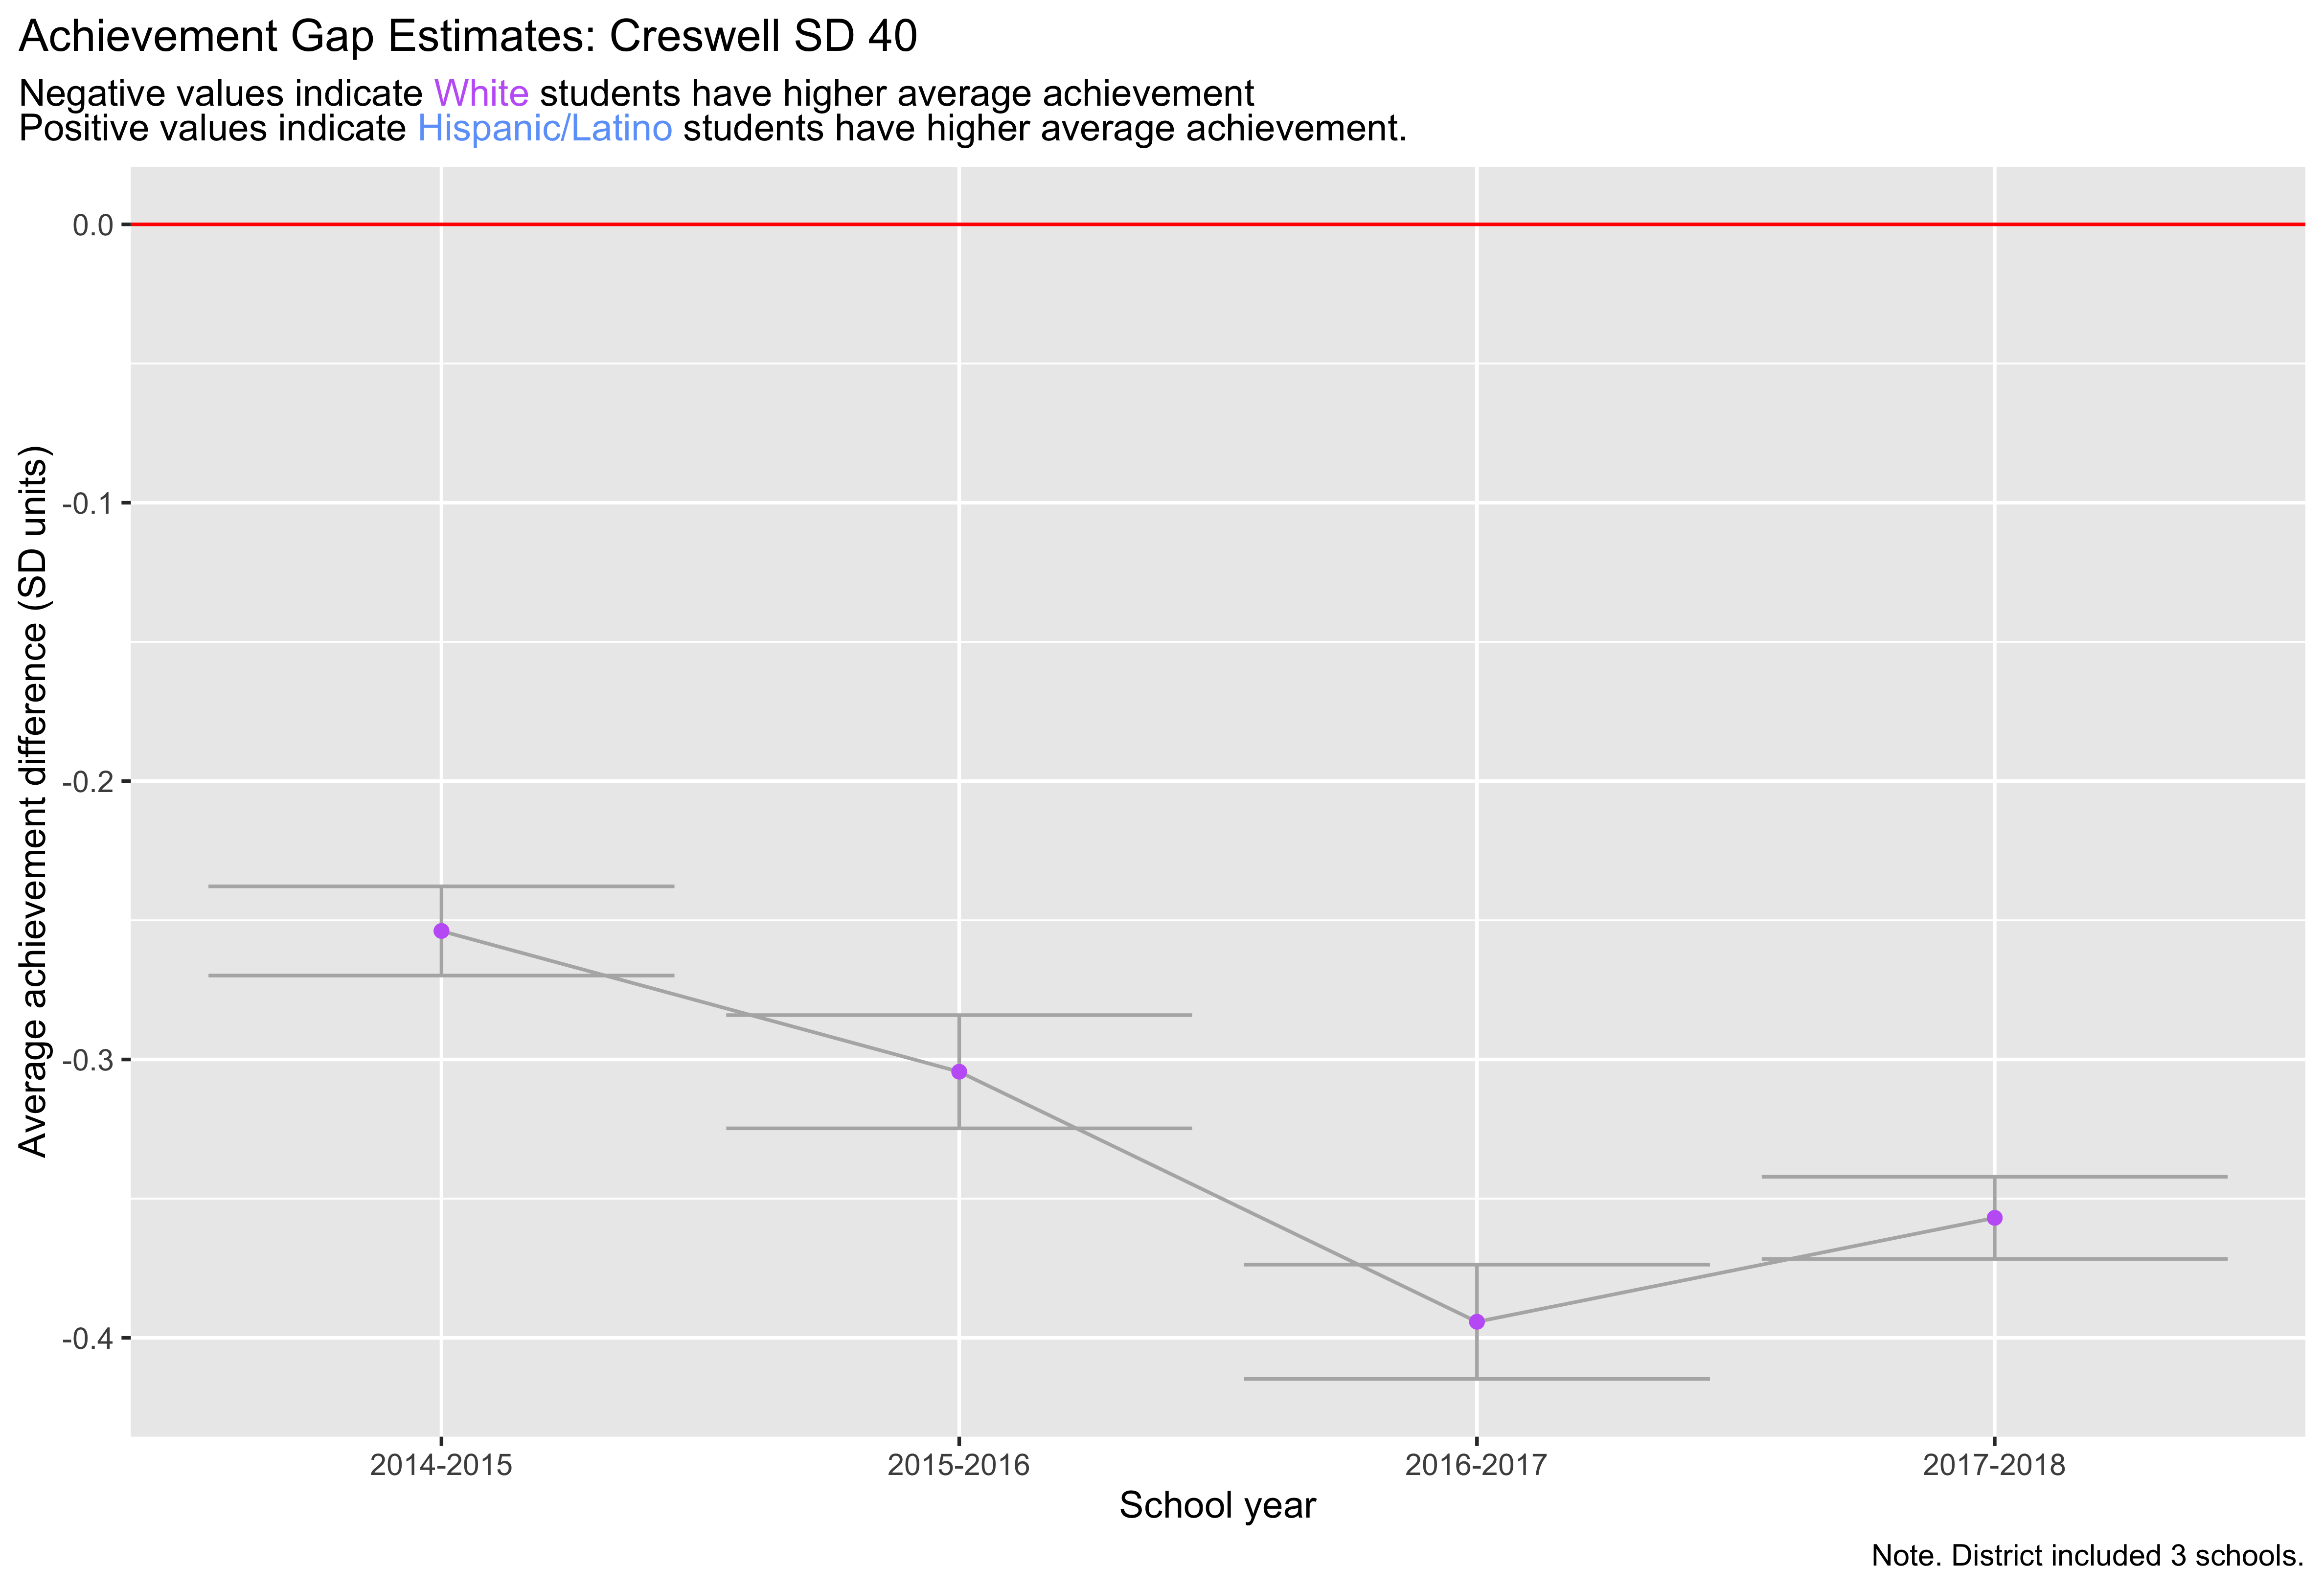 Achievement Gap Estimates: Creswell SD 40
Negative values indicate White students have higher average achievement
Positive values indicate Hispanic/Latino students have higher average achievement.
Average achievement difference (SD units)
0.0
-0.1
-0.2
-0.3
-0.4
2014-2015
2015-2016
2016-2017
2017-2018
School year
Note. District included 3 schools.